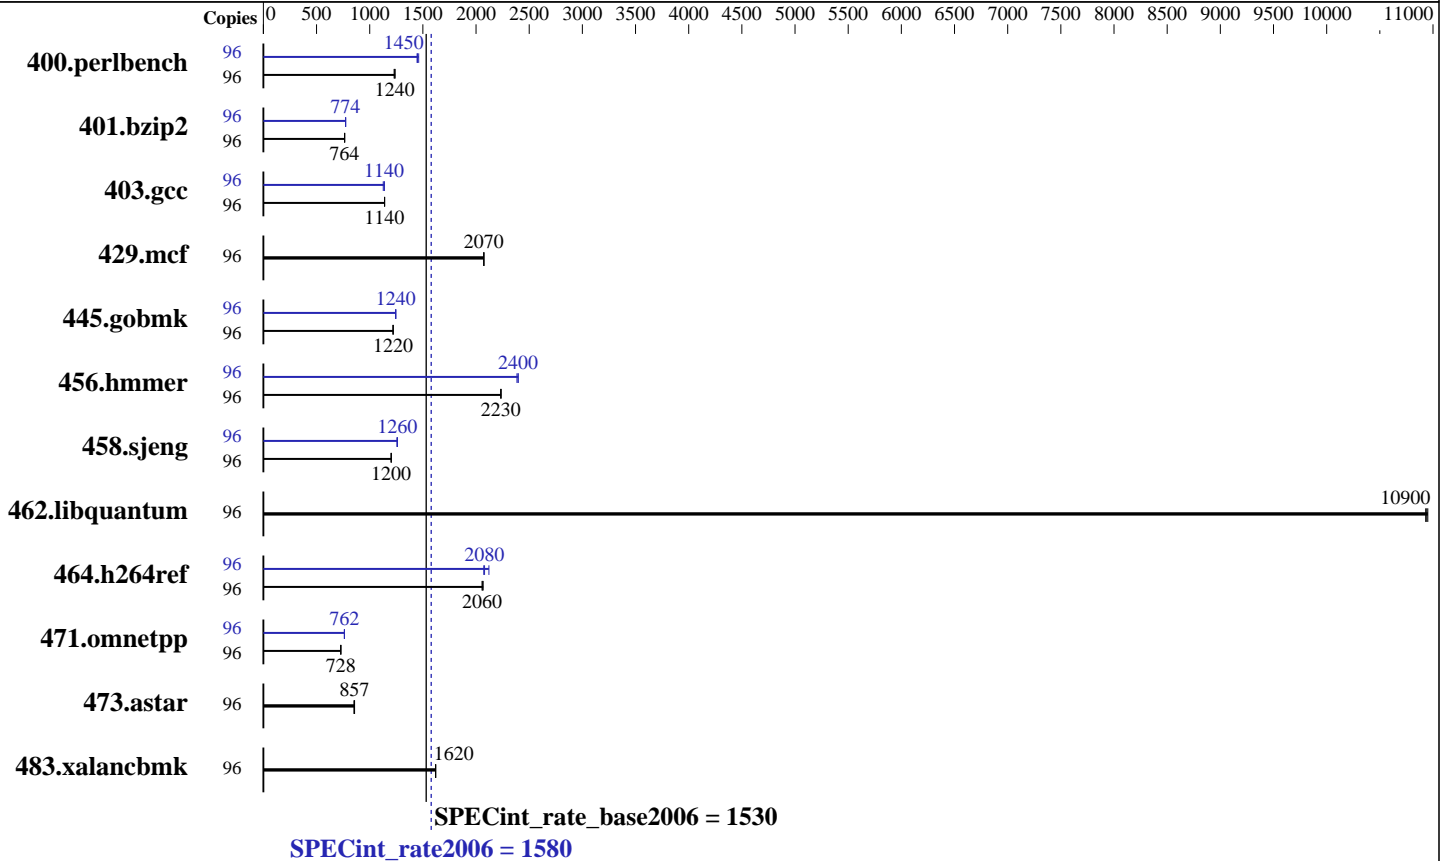 Copies 0 500 1000 1500 2000 2500 3000 3500 4000 4500 5000 5500 6000 6500 7000 7500 8000 8500 9000 9500 10000 11000
400.perlbench 96 1450
96 1240
401.bzip2 96 774
96 764
403.gcc 96 1140
96 1140
429.mcf 96 2070
445.gobmk 96 1240
96 1220
456.hmmer 96 2400
96 2230
458.sjeng 96 1260
96 1200
462.libquantum 96 10900
464.h264ref 96 2080
96 2060
471.omnetpp 96 762
96 728
473.astar 96 857
483.xalancbmk 96 1620
SPECint_rate_base2006 = 1530
SPECint_rate2006 = 1580